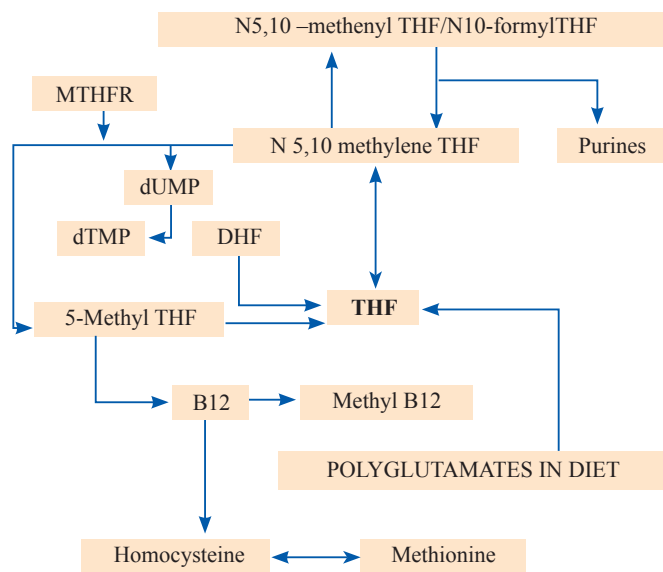 N5,10 –methenyl THF/N10-formylTHF
MTHFR
N 5,10 methylene THF
Purines
dUMP
dTMP
DHF
THF
5-Methyl THF
B12
Methyl B12
POLYGLUTAMATES IN DIET
Homocysteine
Methionine